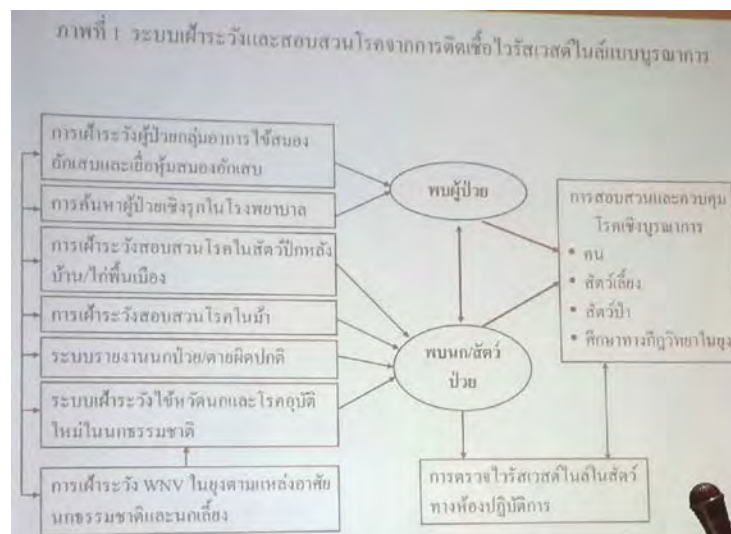 ภาพที่ 1 ระบบเฝ้าระวังและสอบสวนโรคจากการติดเชื้อไวรัสเวสต์ไนล์แบบบูรณาการ
การเฝ้าระวังผู้ป่วยกลุ่มอาการไข้สมอง
อักเสบและเยื่อหุ้มสมองอักเสบ
การค้นหาผู้ป่วยเชิงรุกในโรงพยาบาล
การเฝ้าระวังสอบสวนโรคในสัตว์ปีกหลัง
บ้าน/ไก่พื้นเมือง
การเฝ้าระวังสอบสวนโรคในม้า
ระบบรายงานนกป่วย/ตายผิดปกติ
ระบบเฝ้าระวังไข้หวัดนกและโรคอุบัติ
ใหม่ในนกธรรมชาติ
การเฝ้าระวัง WNV ในยุงตามแหล่งอาศัย
นกธรรมชาติและนกเลี้ยง
พบผู้ป่วย
พบนก/สัตว์
ป่วย
การสอบสวนและควบคุม
โรคเชิงบูรณาการ
• คน
• สัตว์เลี้ยง
• สัตว์ป่า
• ศึกษาทางกีฏวิทยาในยุง
การตรวจไวรัสเวสต์ไนล์ในสัตว์
ทางห้องปฏิบัติการ